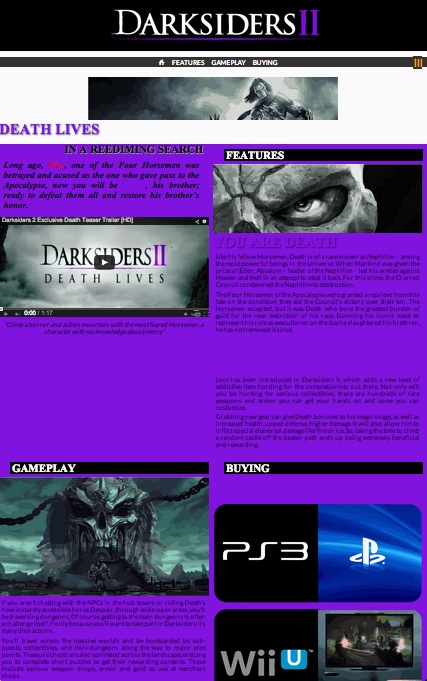 DARKSIDERS II
FEATURES GAMEPLAY BUYING
DEATH LIVES
IN A REEDIMING SEARCH
Long ago, War, one of the Four Horsemen was
betrayed and acused as the one who gave pass to the
Apocalypse, now you will be , his brother;
ready to defeat them all and restore his brother's
honor.
Darksiders 2 Exclusive Death Teaser Trailer [HD]
DARKSIDERS II
DEATH LIVES
0:00 / 1:17
"Climb a horror and action mountain with the most feared Horsemen, a
character with no knowledge about mercy"
FEATURES
YOU ARE DEATH
Like his fellow Horsemen, Death is of a race known as Nephilim - among
the most powerful beings in the Universe. When Mankind was given the
prize of Eden, Absalom - leader of the Nephilim - led his armies against
Heaven and Hell in an attempt to steal it back. For this crime, the Charred
Council condemned the Nephilim to destruction.
The Four Horsemen of the Apocalypse were granted a reprieve from this
fate on the condition they aid the Council's victory over their kin. The
Horsemen accepted, but it was Death who bore the greatest burden of
guilt for the near extinction of his race. Donning his iconic mask to
represent his role as executioner on the day he slaughtered his brethren,
he has not removed it since.
Loot has been introduced in Darksiders II, which adds a new level of
addictive item hording for the completionists out there. Not only will
you be hunting for various collectibles, there are hundreds of rare
weapons and armor you can get your hands on and some you can
customize.
Grabbing new gear can give Death bonuses to his magic usage, as well as
increased health, upped defense, higher damage. It will also allow him to
inflict special elemental damage like fire or ice. So, taking the time to climb
a random castle off the beaten path ends up being extremely beneficial
and rewarding.
GAMEPLAY
If you aren't chatting with the NPCs in the hub towns or riding Death's
now instantly accessible horse, Despair, through wide open areas, you'll
be traversing dungeons. Of course, getting to the main dungeons is often
a challenge itself, if only because you'll want to take part in Darksiders II's
many distractions.
You'll travel across the massive worlds and be bombarded by sub-
quests, collectibles, and mini-dungeons along the way to major plot
points. Treasure chests are also sprinkled across the landscape, enticing
you to complete short puzzles to get their rewarding contents. These
include various weapon drops, armor and gold to use at merchant
shops.
BUYING
PS3
Wii U